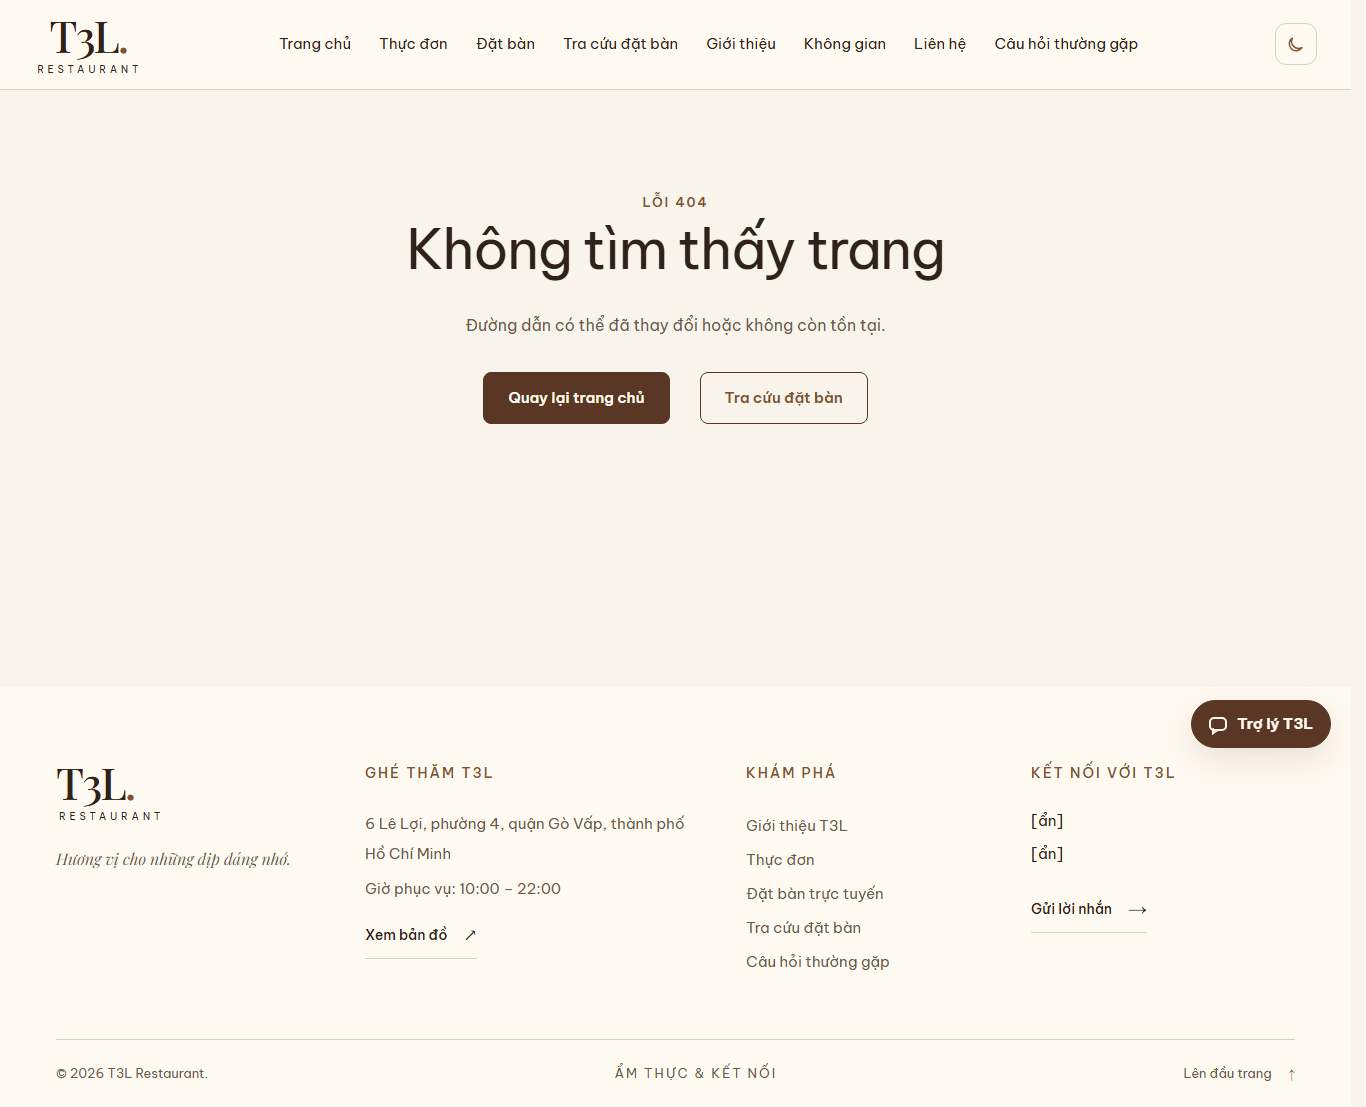 T3L.
RESTAURANT
Trang chủ
Thực đơn
Đặt bàn
Tra cứu đặt bàn
Giới thiệu
Không gian
Liên hệ
Câu hỏi thường gặp
LỖI 404
Không tìm thấy trang
Đường dẫn có thể đã thay đổi hoặc không còn tồn tại.
Quay lại trang chủ
Tra cứu đặt bàn
Trợ lý T3L
T3L.
RESTAURANT
Hương vị cho những dịp đáng nhớ.
GHÉ THĂM T3L
6 Lê Lợi, phường 4, quận Gò Vấp, thành phố
Hồ Chí Minh
Giờ phục vụ: 10:00 – 22:00
Xem bản đồ ↗
KHÁM PHÁ
Giới thiệu T3L
Thực đơn
Đặt bàn trực tuyến
Tra cứu đặt bàn
Câu hỏi thường gặp
KẾT NỐI VỚI T3L
[ẩn]
[ẩn]
Gửi lời nhắn →
© 2026 T3L Restaurant.
ẨM THỰC & KẾT NỐI
Lên đầu trang ↑